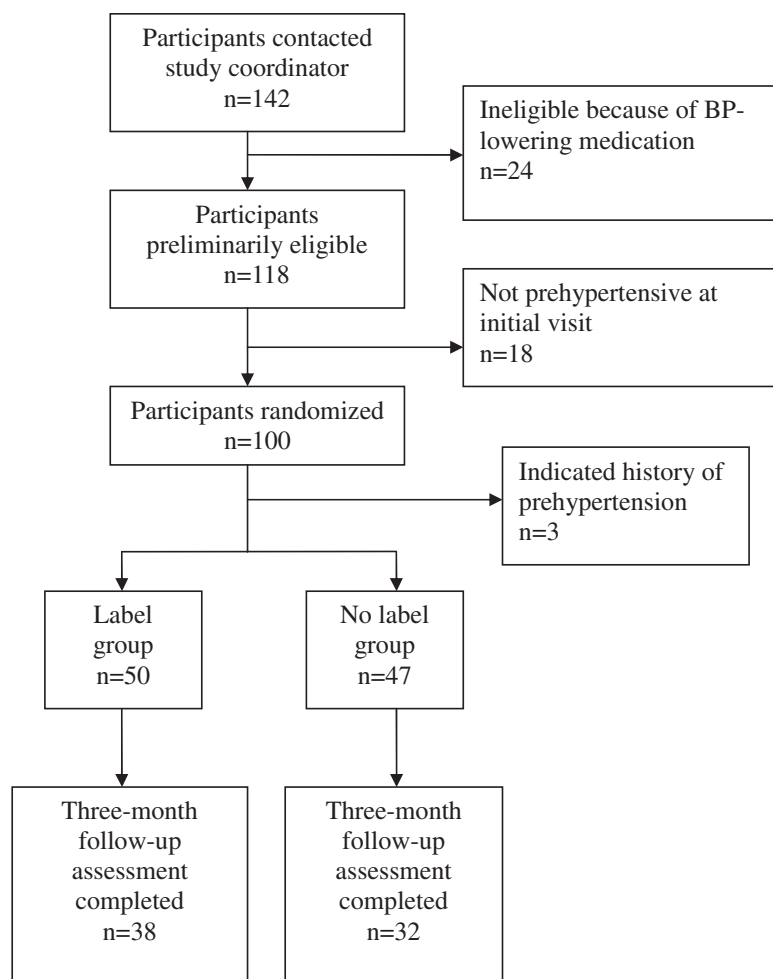 Participants contacted
study coordinator
n=142
Ineligible because of BP-
lowering medication
n=24
Participants
preliminarily eligible
n=118
Not prehypertensive at
initial visit
n=18
Participants randomized
n=100
Indicated history of
prehypertension
n=3
Label
group
n=50
No label
group
n=47
Three-month
follow-up
assessment
completed
n=38
Three-month
follow-up
assessment
completed
n=32